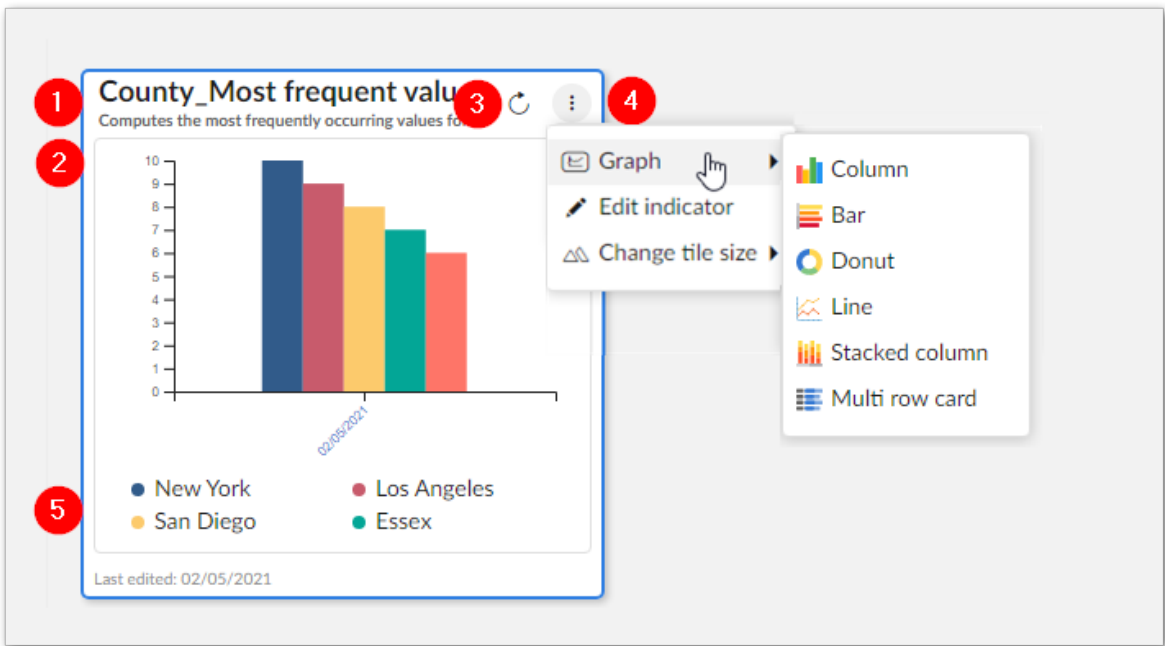 1
County_Most frequent valu
3
4
Computes the most frequently occurring values fo
2
10
9
8
7
6
5
4
3
2
1
0
02/05/2021
Graph
Edit indicator
Change tile size
Column
Bar
Donut
Line
Stacked column
Multi row card
5
New York
Los Angeles
San Diego
Essex
Last edited: 02/05/2021